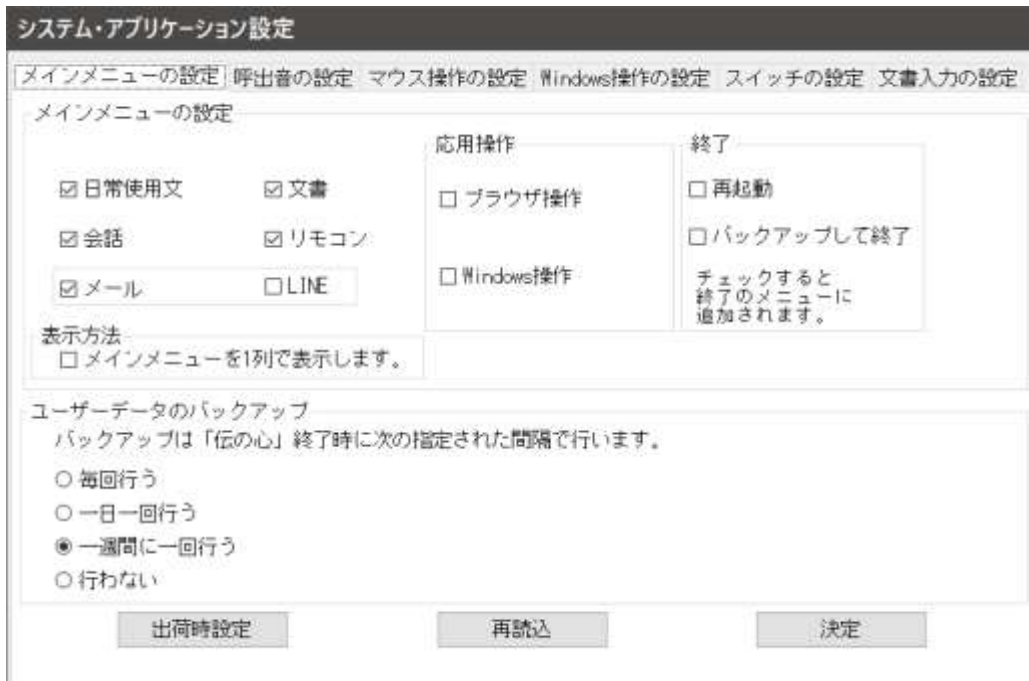 システム・アプリケーション設定
メインメニューの設定 呼出音の設定 マウス操作の設定 Windows操作の設定 スイッチの設定 文書入力の設定
メインメニューの設定
日常使用文 文書
会話 リモコン
メール LINE
表示方法
メインメニューを1列で表示します。
応用操作
ブラウザ操作
Windows操作
終了
再起動
バックアップして終了
チェックすると
終了のメニューに
追加されます。
ユーザーデータのバックアップ
バックアップは「伝の心」終了時に次の指定された間隔で行います。
毎回行う
一日一回行う
一週間に一回行う
行わない
出荷時設定 再読込 決定